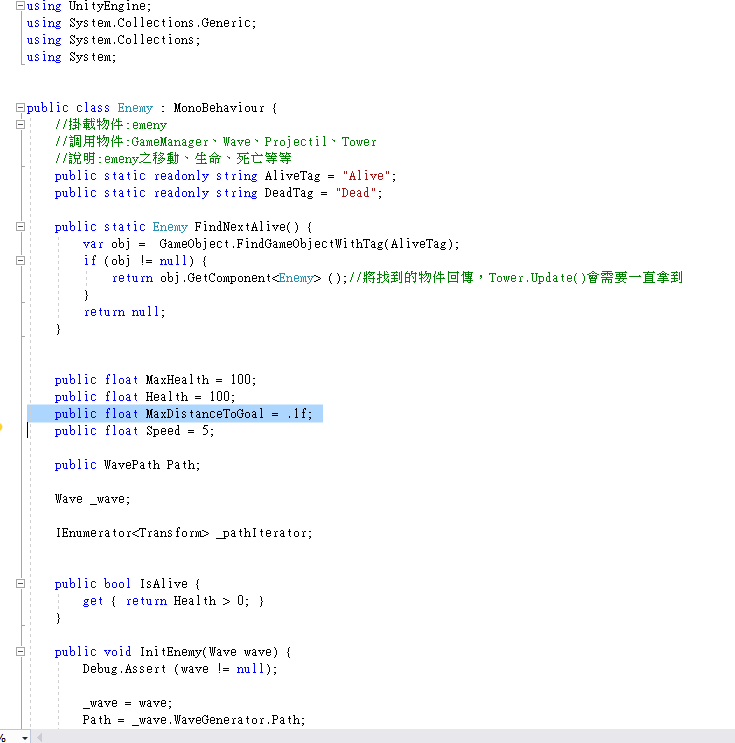 using UnityEngine;
using System.Collections.Generic;
using System.Collections;
using System;
public class Enemy : MonoBehaviour {
//掛載物件:emeny
//調用物件:GameManager、Wave、Projectil、Tower
//說明:emeny之移動、生命、死亡等等
public static readonly string AliveTag = "Alive";
public static readonly string DeadTag = "Dead";
public static Enemy FindNextAlive() {
var obj =  GameObject.FindGameObjectWithTag(AliveTag);
if (obj != null) {
return obj.GetComponent<Enemy> ();//將找到的物件回傳，Tower.Update()會需要一直拿到
}
return null;
}
public float MaxHealth = 100;
public float Health = 100;
public float MaxDistanceToGoal = .1f;
public float Speed = 5;
public WavePath Path;
Wave _wave;
IEnumerator<Transform> _pathIterator;
public bool IsAlive {
get { return Health > 0; }
}
public void InitEnemy(Wave wave) {
Debug.Assert (wave != null);
_wave = wave;
Path = _wave.WaveGenerator.Path;
%